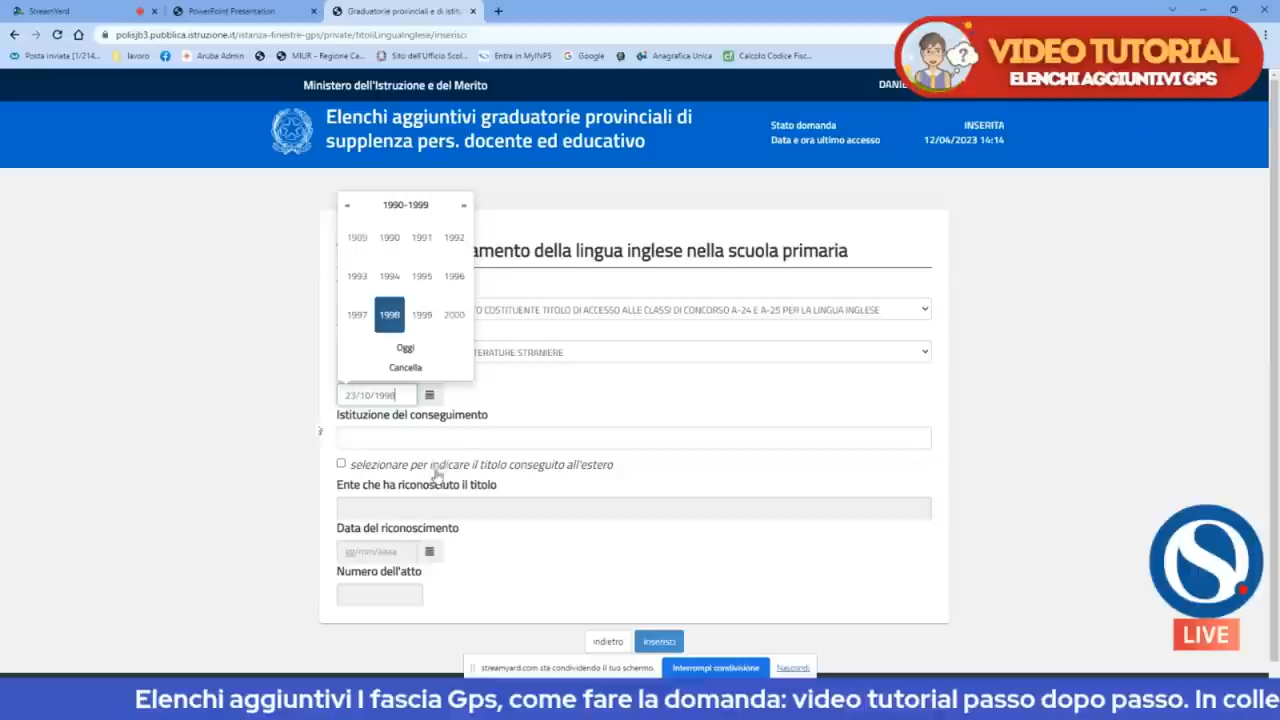 StreamYard
PowerPoint Presentation
Graduatorie provinciali e di istitu
polisjb3.pubblica.istruzione.it/istanza-finestre-gps/private/titoliLinguaInglese/inserisci
Posta inviata [1/214...
lavoro
Aruba Admin
MIUR - Regione Ca...
Sito dell'Ufficio Scol...
Entra in MyINPS
Google
Anagrafica Unica
Calcolo Codice Fisc...
VIDEO TUTORIAL
ELENCHI AGGIUNTIVI GPS
Ministero dell'Istruzione e del Merito
DANIE
Elenchi aggiuntivi graduatorie provinciali di
supplenza pers. docente ed educativo
Stato domanda
INSERITA
Data e ora ultimo accesso
12/04/2023 14:14
« 1990-1999 »
1989 1990 1991 1992
1993 1994 1995 1996
1997 1998 1999 2000
Oggi
Cancella
amento della lingua inglese nella scuola primaria
O COSTITUENTE TITOLO DI ACCESSO ALLE CLASSI DI CONCORSO A-24 E A-25 PER LA LINGUA INGLESE
TERATURE STRANIERE
23/10/1998
Istituzione del conseguimento
selezionare per indicare il titolo conseguito all'estero
Ente che ha riconosciuto il titolo
Data del riconoscimento
gg/mm/aaaa
Numero dell'atto
indietro
inserisci
streamyard.com sta condividendo il tuo schermo.
Interrompi condivisione
Nascondi
S
LIVE
Elenchi aggiuntivi I fascia Gps, come fare la domanda: video tutorial passo dopo passo. In colle